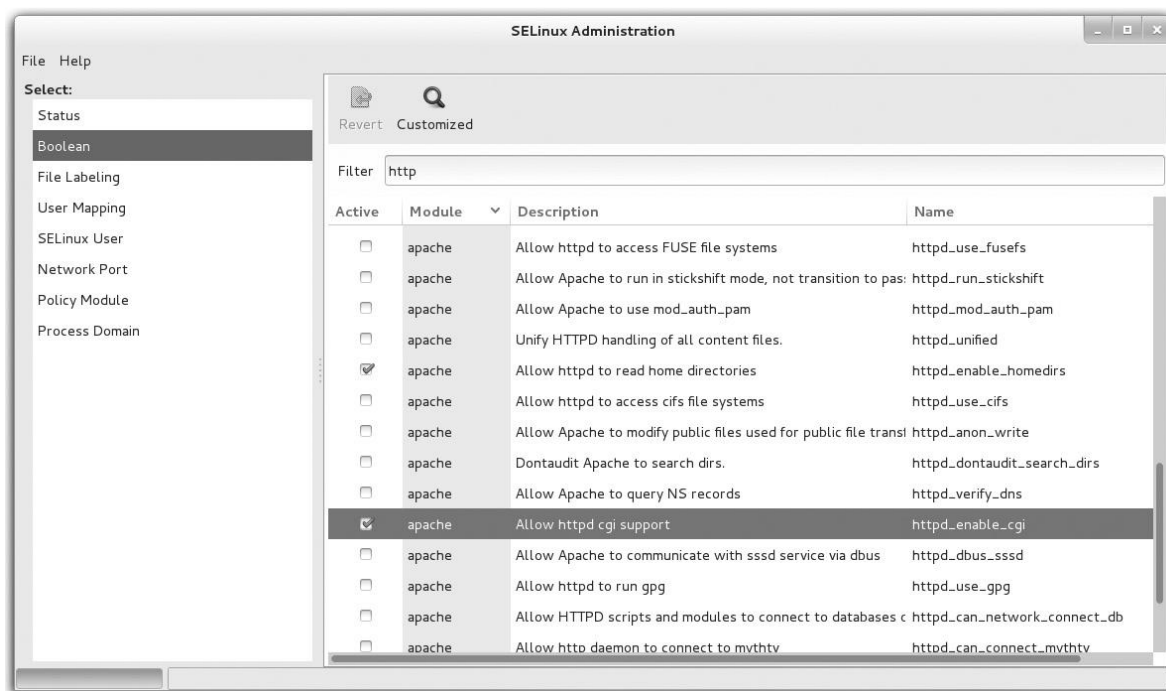 SELinux Administration
File Help
Select:
Status
Boolean
File Labeling
User Mapping
SELinux User
Network Port
Policy Module
Process Domain
Revert Customized
Filter http
Active Module Description Name
apache Allow httpd to access FUSE file systems httpd_use_fusefs
apache Allow Apache to run in stickshift mode, not transition to pas httpd_run_stickshift
apache Allow Apache to use mod_auth_pam httpd_mod_auth_pam
apache Unify HTTPD handling of all content files. httpd_unified
apache Allow httpd to read home directories httpd_enable_homedirs
apache Allow httpd to access cifs file systems httpd_use_cifs
apache Allow Apache to modify public files used for public file transf httpd_anon_write
apache Dontaudit Apache to search dirs. httpd_dontaudit_search_dirs
apache Allow Apache to query NS records httpd_verify_dns
apache Allow httpd cgi support httpd_enable_cgi
apache Allow Apache to communicate with sssd service via dbus httpd_dbus_sssd
apache Allow httpd to run gpg httpd_use_gpg
apache Allow HTTPD scripts and modules to connect to databases httpd_can_network_connect_db
apache Allow http daemon to connect to mythtv httpd_can_connect_mythtv